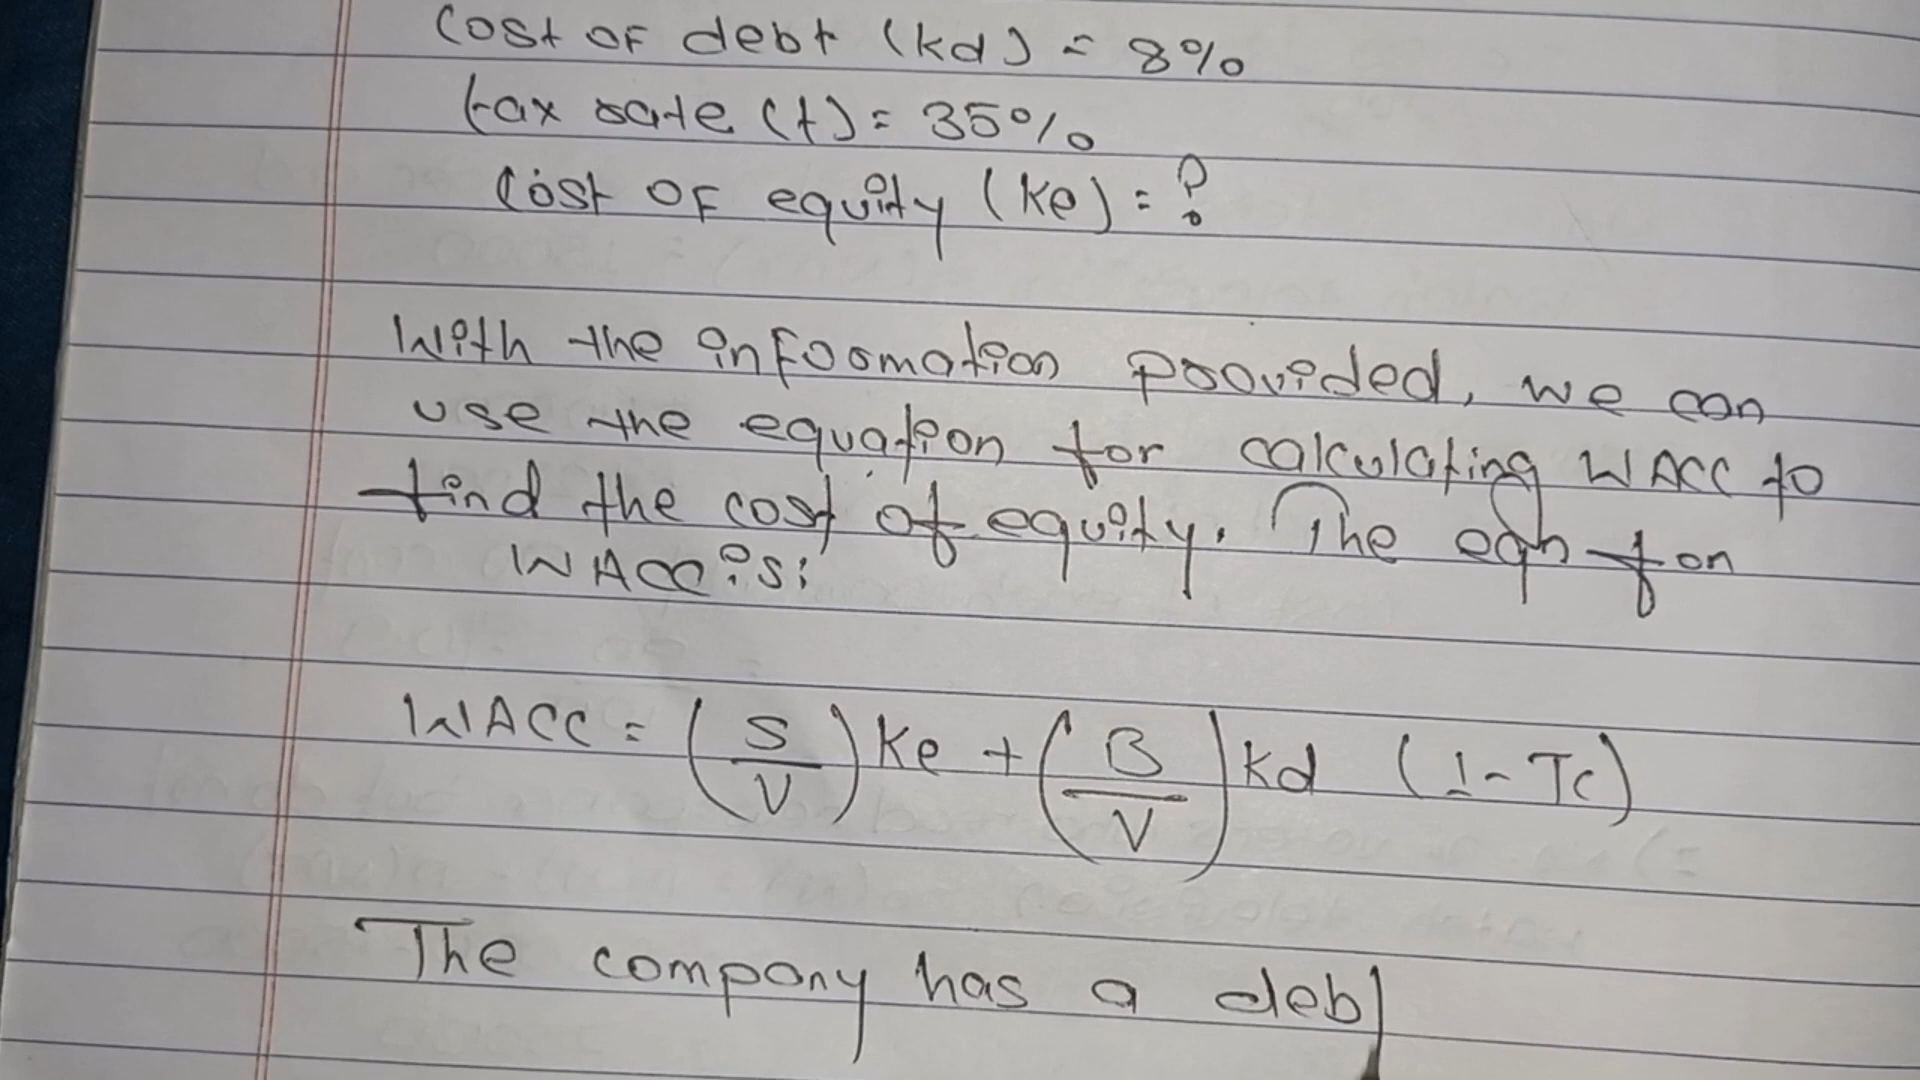 Cost of debt (kd) = 8%
tax rate (t) = 35%
Cost of equity (ke) = ?
With the information provided, we can
use the equation for calculating WACC to
find the cost of equity. The eqn for
WACC is:
WACC = (S/V) Ke + (B/V) kd (1 - Tc)
The company has a deb